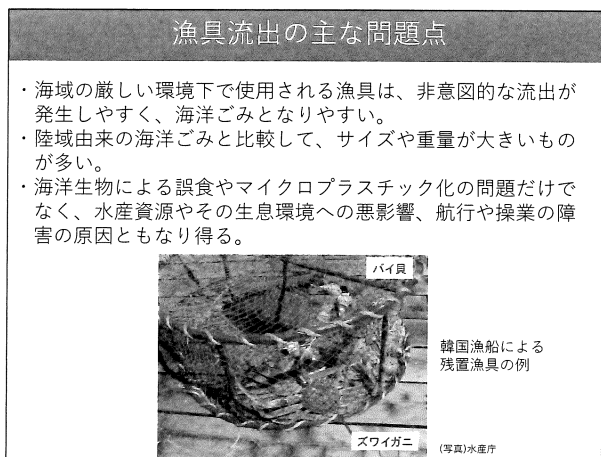 漁具流出の主な問題点
・海域の厳しい環境下で使用される漁具は、非意図的な流出が
発生しやすく、海洋ごみとなりやすい。
・陸域由来の海洋ごみと比較して、サイズや重量が大きいもの
が多い。
・海洋生物による誤食やマイクロプラスチック化の問題だけで
なく、水産資源やその生息環境への悪影響、航行や操業の障
害の原因ともなり得る。
バイ貝
韓国漁船による
残置漁具の例
ズワイガニ
(写真)水産庁